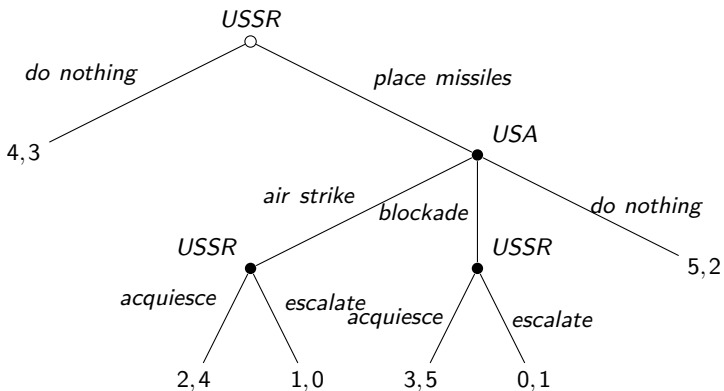 USSR
do nothing
place missiles
4, 3
USA
air strike
blockade
do nothing
USSR
USSR
5, 2
acquiesce
escalate
acquiesce
escalate
2, 4
1, 0
3, 5
0, 1